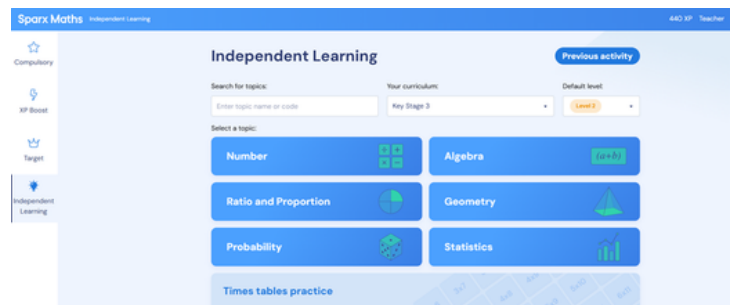 Sparx Maths Independent Learning 440 XP Teacher
Compulsory
XP Boost
Target
Independent Learning
Independent Learning
Previous activity
Search for topics: Your curriculum: Default level:
Enter topic name or code Key Stage 3 Level 2
Select a topic:
Number Algebra (a+b)
Ratio and Proportion Geometry
Probability Statistics
Times tables practice